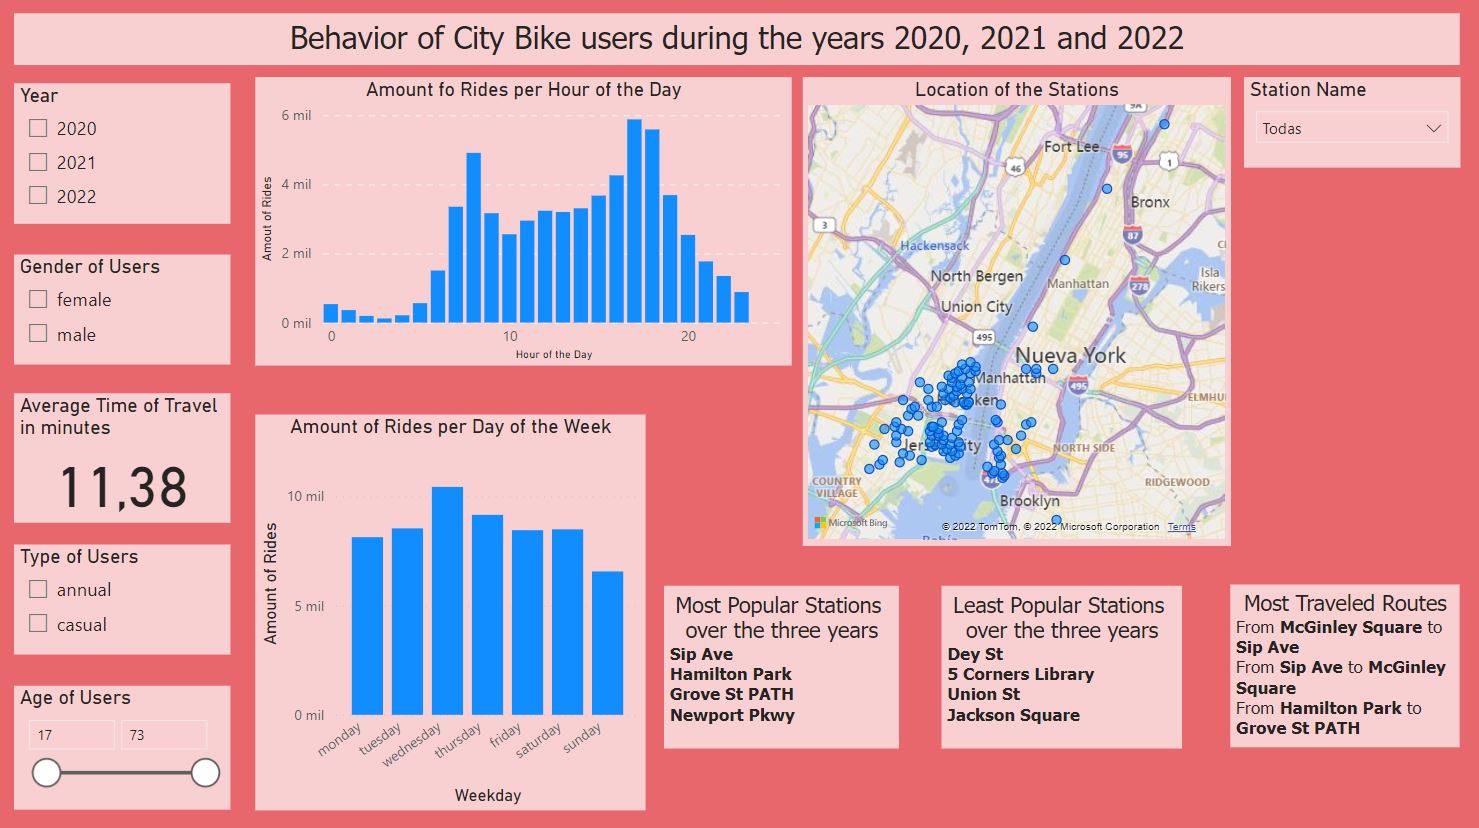 Behavior of City Bike users during the years 2020, 2021 and 2022
Year
2020
2021
2022
Gender of Users
female
male
Average Time of Travel
in minutes
11,38
Type of Users
annual
casual
Age of Users
17
73
Amount fo Rides per Hour of the Day
Amout of Rides
6 mil
4 mil
2 mil
0 mil
0
10
20
Hour of the Day
Amount of Rides per Day of the Week
Amount of Rides
10 mil
5 mil
0 mil
monday
tuesday
wednesday
thursday
friday
saturday
sunday
Weekday
Location of the Stations
9A
Fort Lee
95
46
1
3
Bronx
87
Hackensack
North Bergen
Manhattan
Isla
Rikers
278
Union City
495
Nueva York
Manhattan
495
NORTH SIDE
COUNTRY
VILLAGE
RIDGEWOOD
Brooklyn
Microsoft Bing
© 2022 TomTom, © 2022 Microsoft Corporation
Terms
Station Name
Todas
Most Popular Stations
over the three years
Sip Ave
Hamilton Park
Grove St PATH
Newport Pkwy
Least Popular Stations
over the three years
Dey St
5 Corners Library
Union St
Jackson Square
Most Traveled Routes
From McGinley Square to
Sip Ave
From Sip Ave to McGinley
Square
From Hamilton Park to
Grove St PATH